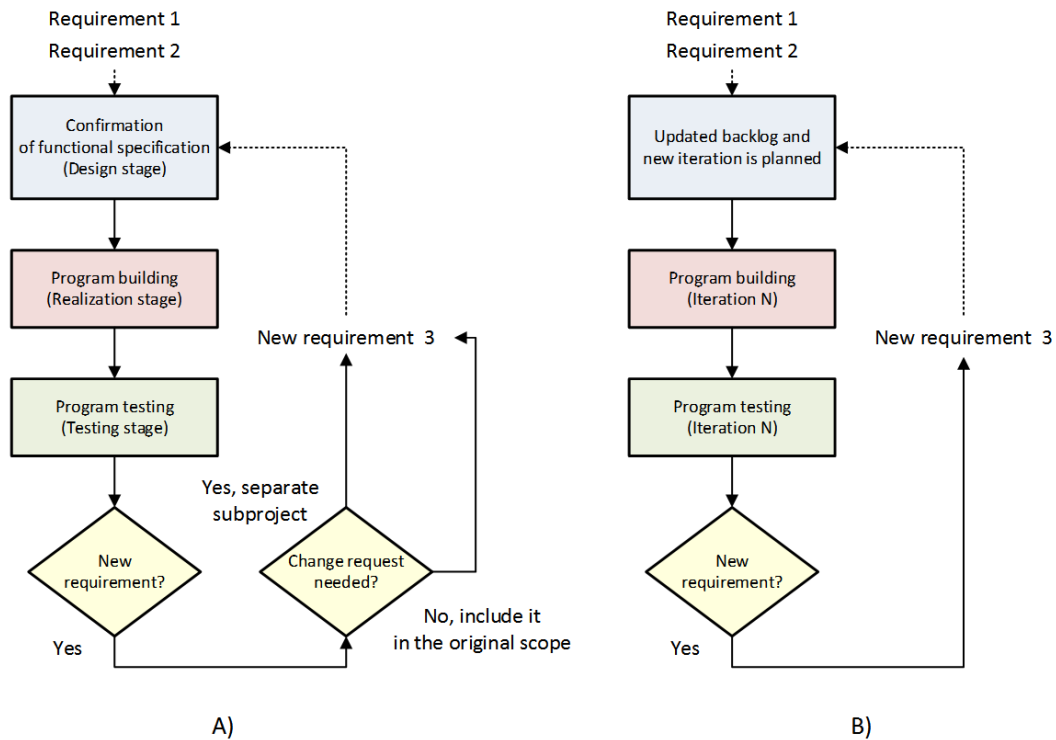 Requirement 1
Requirement 2
Confirmation
of functional specification
(Design stage)
Program building
(Realization stage)
New requirement 3
Program testing
(Testing stage)
Yes, separate
subproject
New
requirement?
Change request
needed?
No, include it
in the original scope
Yes
A)
Requirement 1
Requirement 2
Updated backlog and
new iteration is planned
Program building
(Iteration N)
New requirement 3
Program testing
(Iteration N)
New
requirement?
Yes
B)